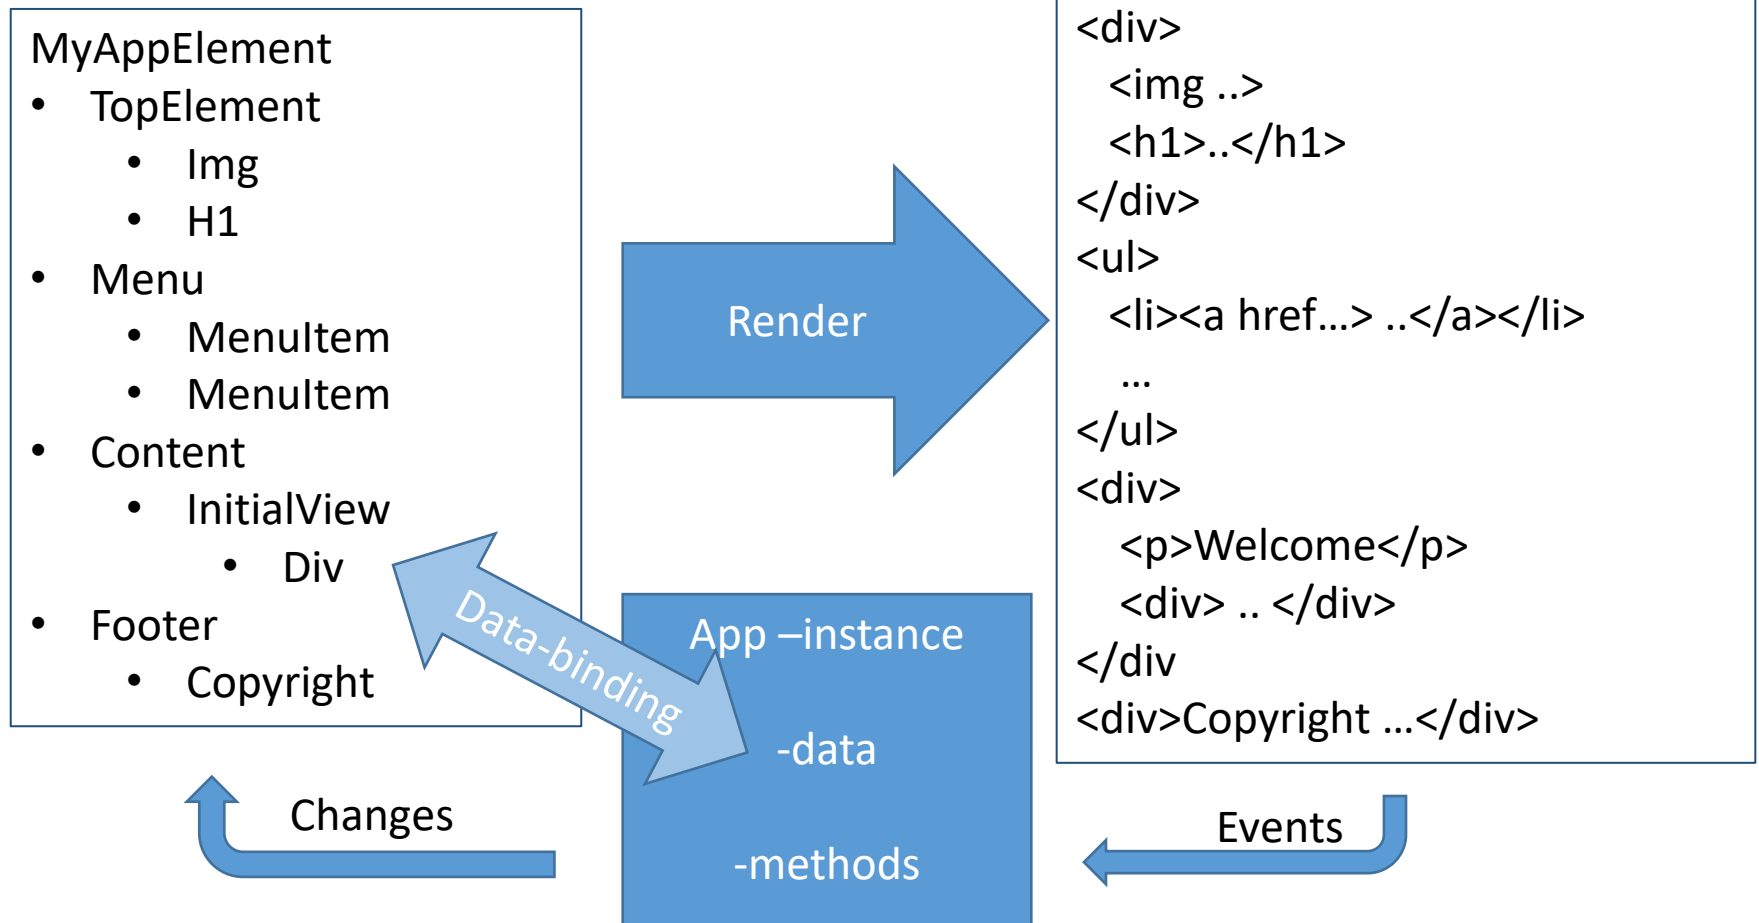 MyAppElement
• TopElement
• Img
• H1
• Menu
• MenuItem
• MenuItem
• Content
• InitialView
• Div
• Footer
• Copyright
Render
<div>
<img ..>
<h1>..</h1>
</div>
<ul>
<li><a href…> ..</a></li>
…
</ul>
<div>
<p>Welcome</p>
<div> .. </div>
</div
<div>Copyright …</div>
Data-binding
App –instance
-data
-methods
Changes
Events